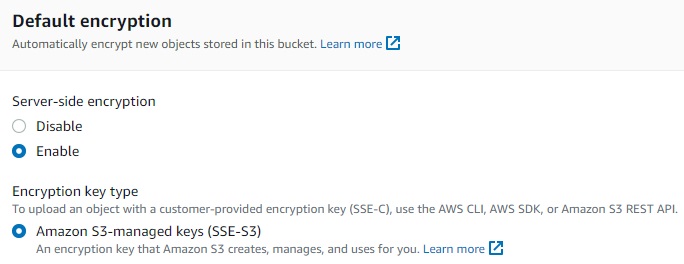 Default encryption
Automatically encrypt new objects stored in this bucket. Learn more
Server-side encryption
Disable
Enable
Encryption key type
To upload an object with a customer-provided encryption key (SSE-C), use the AWS CLI, AWS SDK, or Amazon S3 REST API.
Amazon S3-managed keys (SSE-S3)
An encryption key that Amazon S3 creates, manages, and uses for you. Learn more